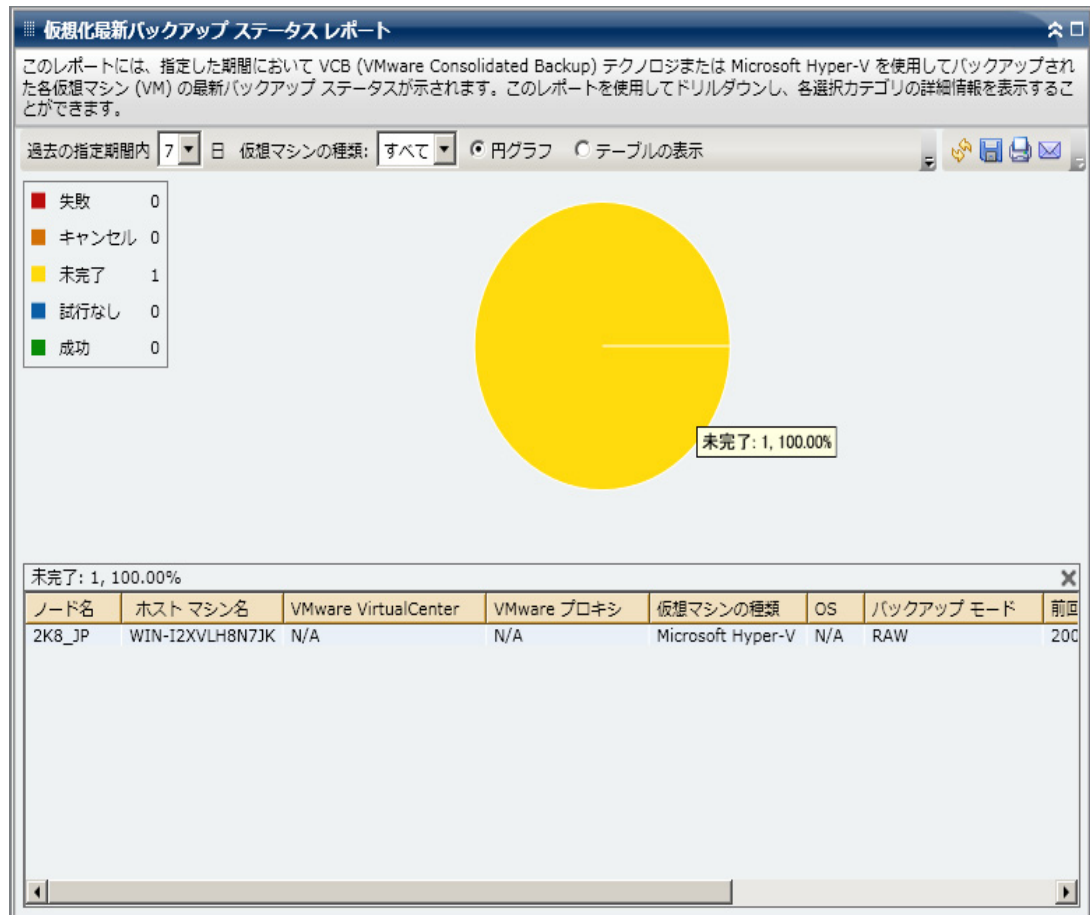 仮想化最新バックアップ ステータス レポート
このレポートには、指定した期間において VCB (VMware Consolidated Backup) テクノロジまたは Microsoft Hyper-V を使用してバックアップされ
た各仮想マシン (VM) の最新バックアップ ステータスが示されます。このレポートを使用してドリルダウンし、各選択カテゴリの詳細情報を表示するこ
とができます。
過去の指定期間内 7 日 仮想マシンの種類: すべて 円グラフ テーブルの表示
失敗 0
キャンセル 0
未完了 1
試行なし 0
成功 0
未完了: 1, 100.00%
未完了: 1, 100.00%
ノード名 ホスト マシン名 VMware VirtualCenter VMware プロキシ 仮想マシンの種類 OS バックアップ モード 前回
2K8_JP WIN-I2XVLH8N7JK N/A N/A Microsoft Hyper-V N/A RAW 200